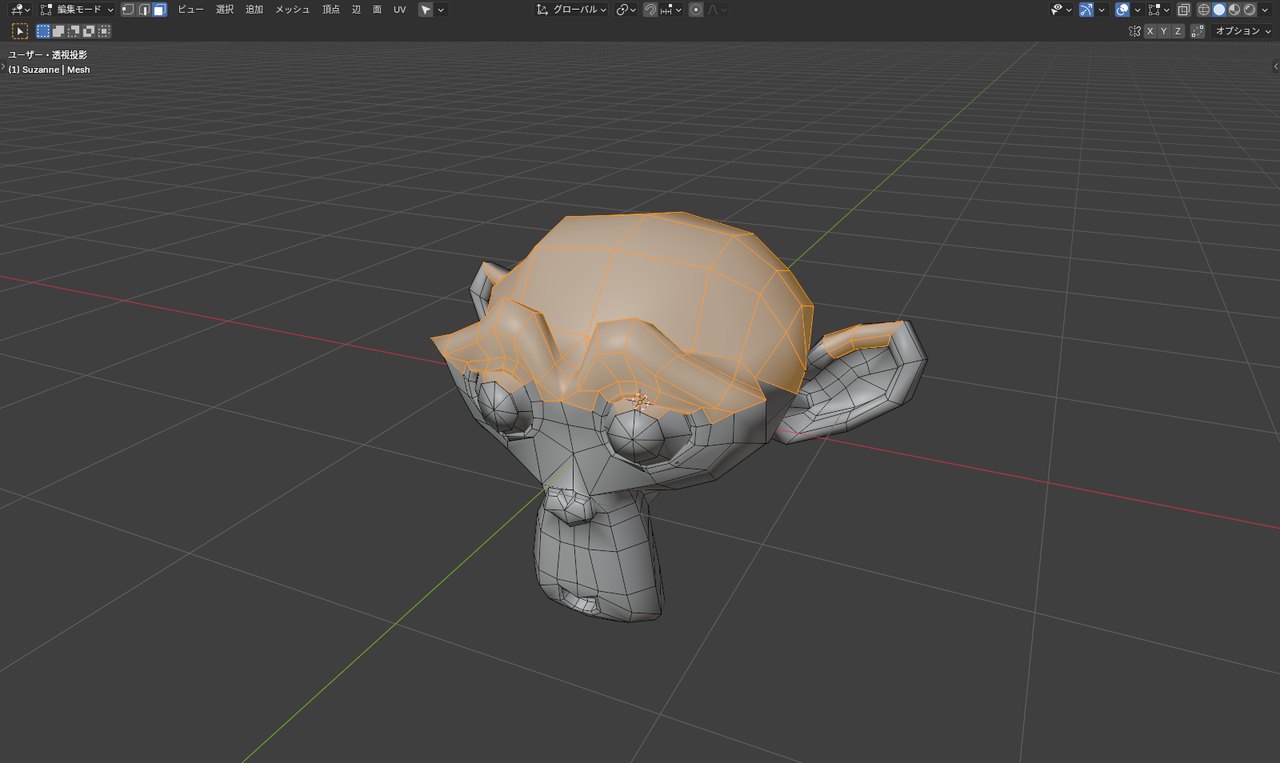 編集モード ビュー 選択 追加 メッシュ 頂点 辺 面 UV グローバル
X Y Z オプション
ユーザー・透視投影
(1) Suzanne | Mesh